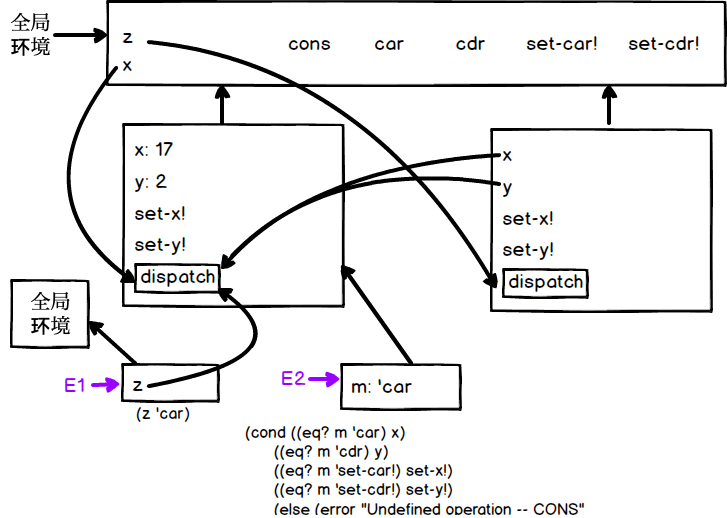 全局
环境
z cons car cdr set-car! set-cdr!
x
x: 17
y: 2
set-x!
set-y!
dispatch
x
y
set-x!
set-y!
dispatch
全局
环境
E1
z
(z 'car)
E2
m: 'car
(cond ((eq? m 'car) x)
((eq? m 'cdr) y)
((eq? m 'set-car!) set-x!)
((eq? m 'set-cdr!) set-y!)
(else (error "Undefined operation -- CONS"